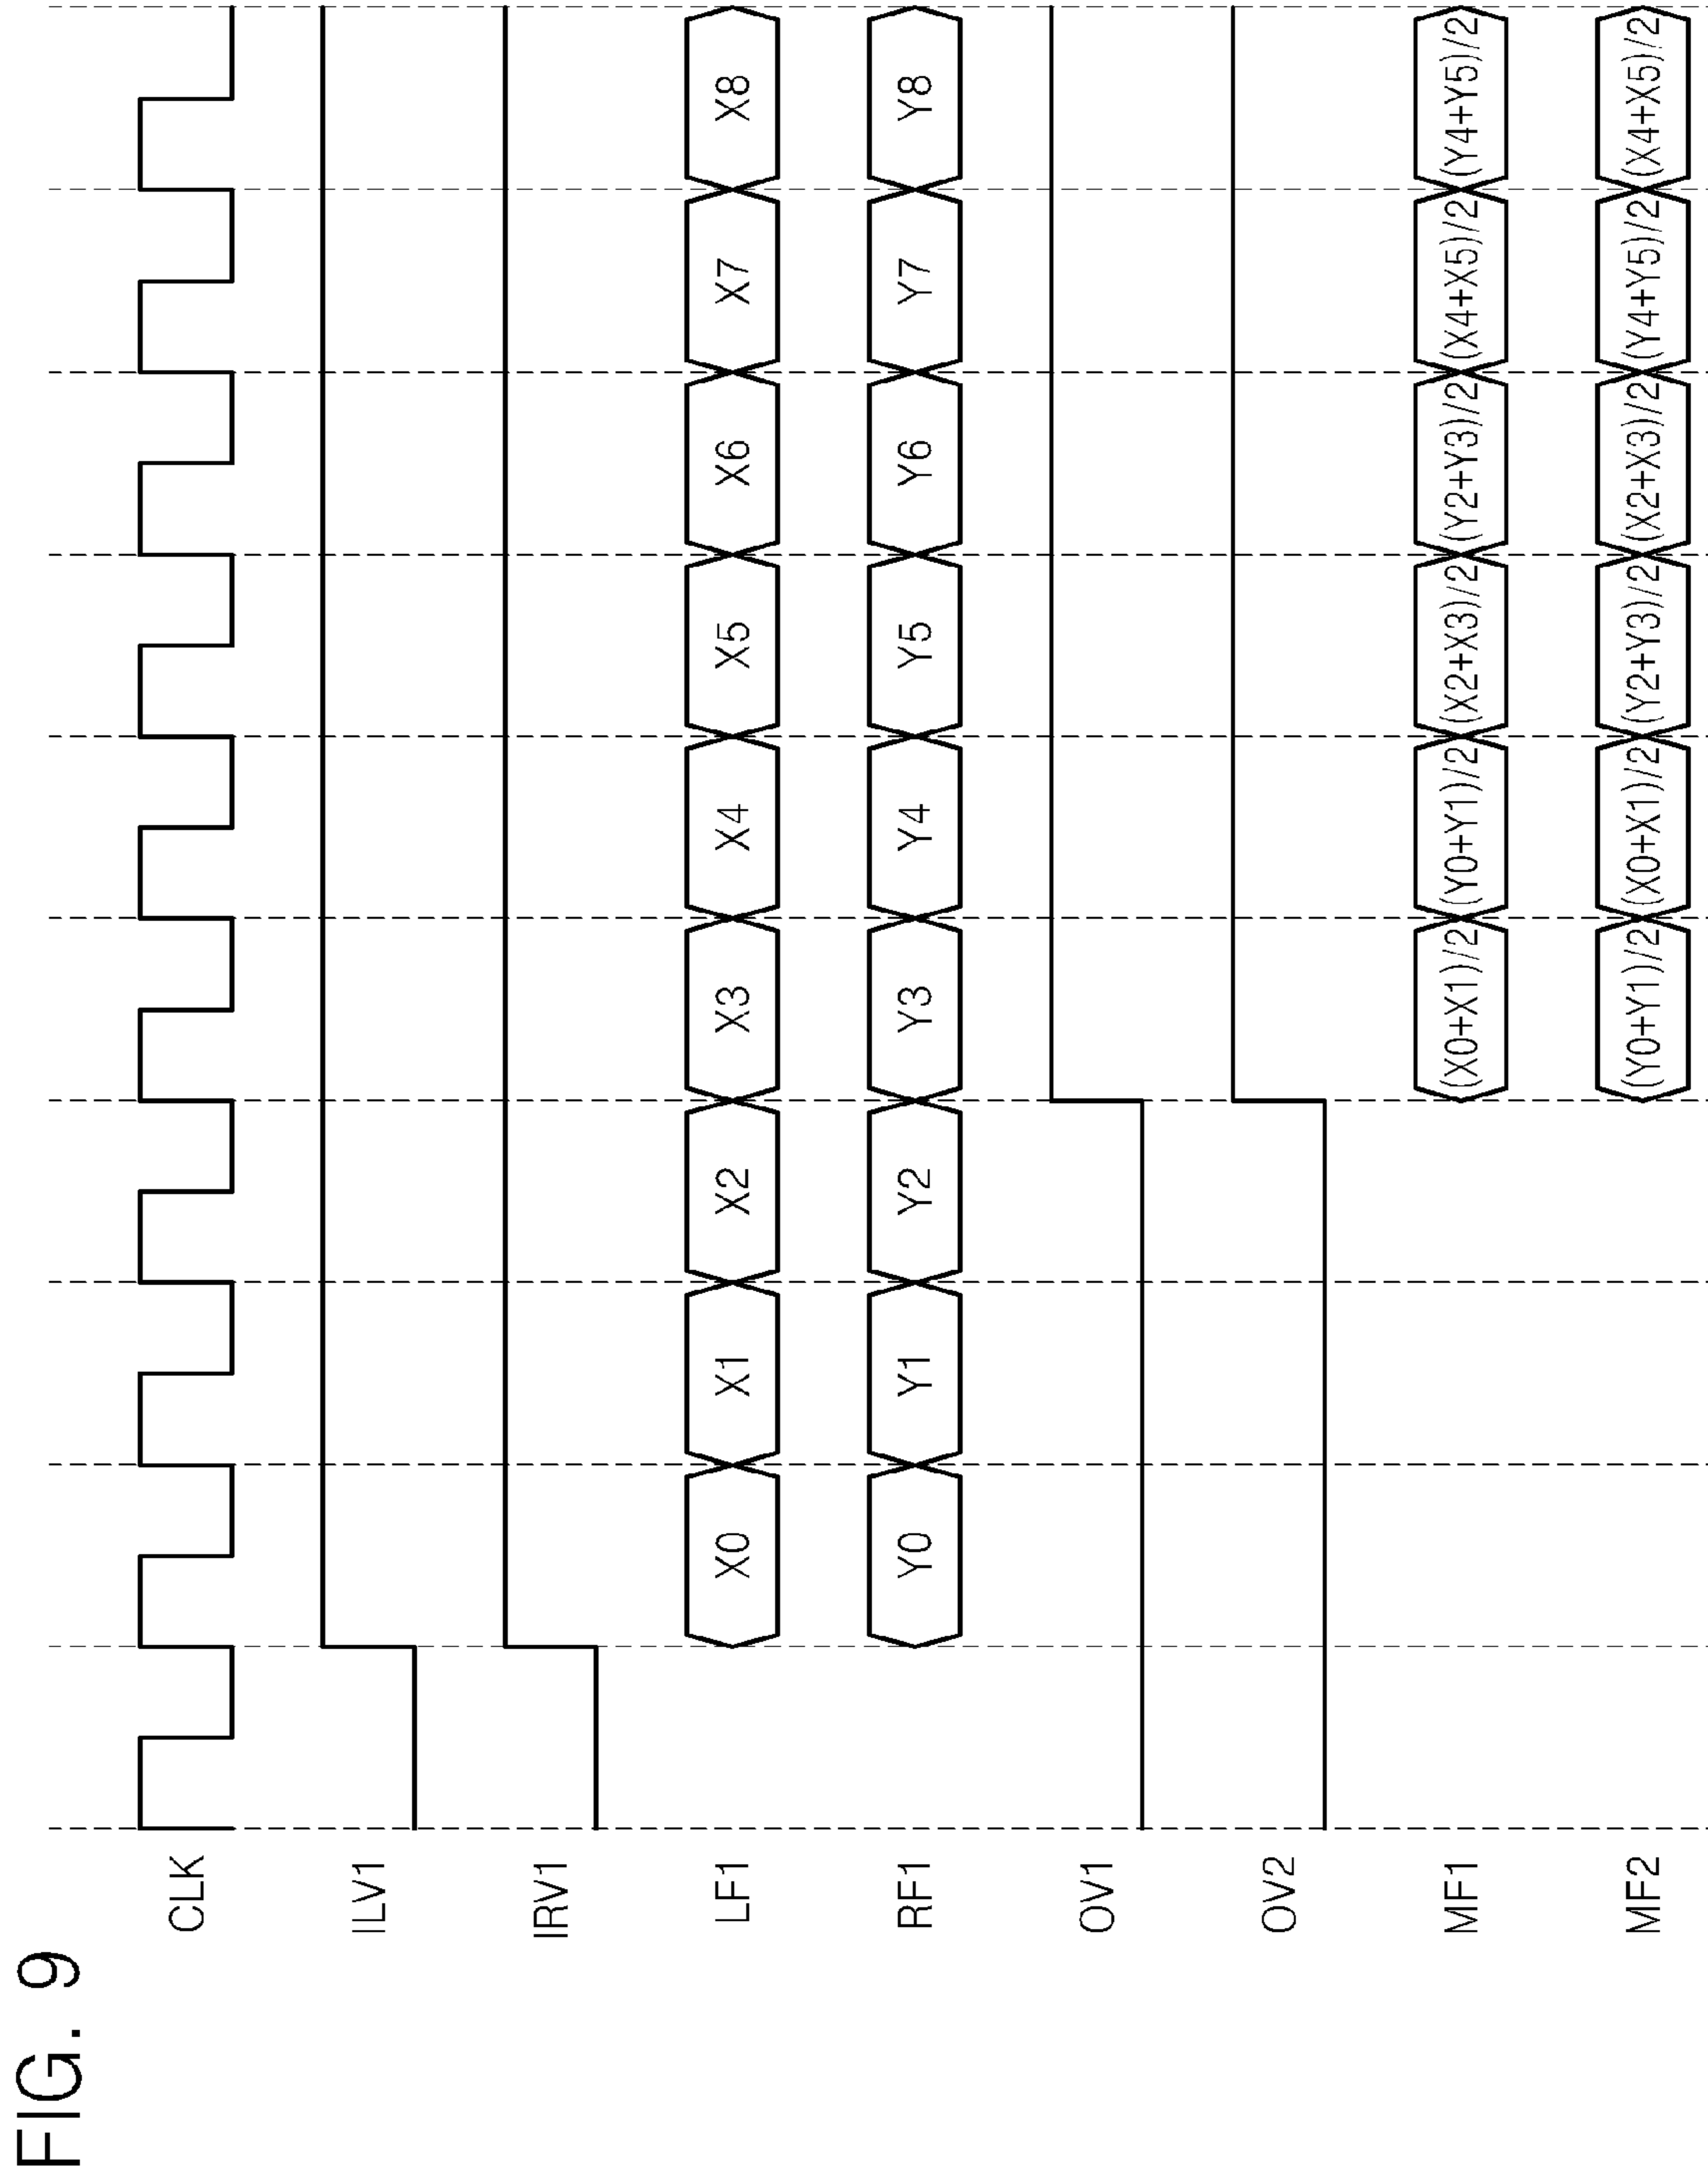 FIG. 9
CLK
ILV1
IRV1
LF1 X0 X1 X2 X3 X4 X5 X6 X7 X8
RF1 Y0 Y1 Y2 Y3 Y4 Y5 Y6 Y7 Y8
OV1
OV2
MF1 (X0+X1)/2 (Y0+Y1)/2 (X2+X3)/2 (Y2+Y3)/2 (X4+X5)/2 (Y4+Y5)/2
MF2 (Y0+Y1)/2 (X0+X1)/2 (Y2+Y3)/2 (X2+X3)/2 (Y4+Y5)/2 (X4+X5)/2